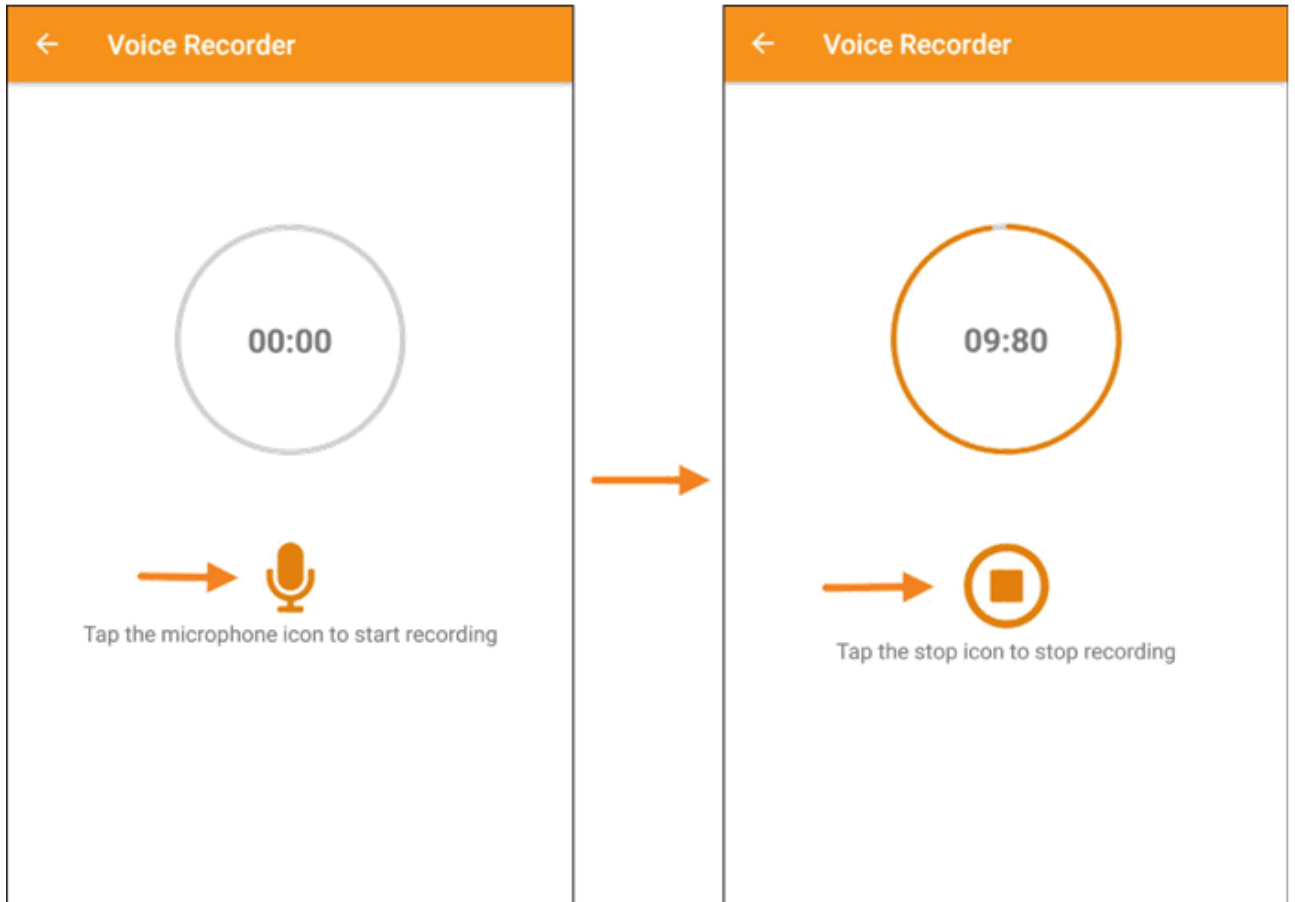 Voice Recorder
00:00
Tap the microphone icon to start recording
Voice Recorder
09:80
Tap the stop icon to stop recording